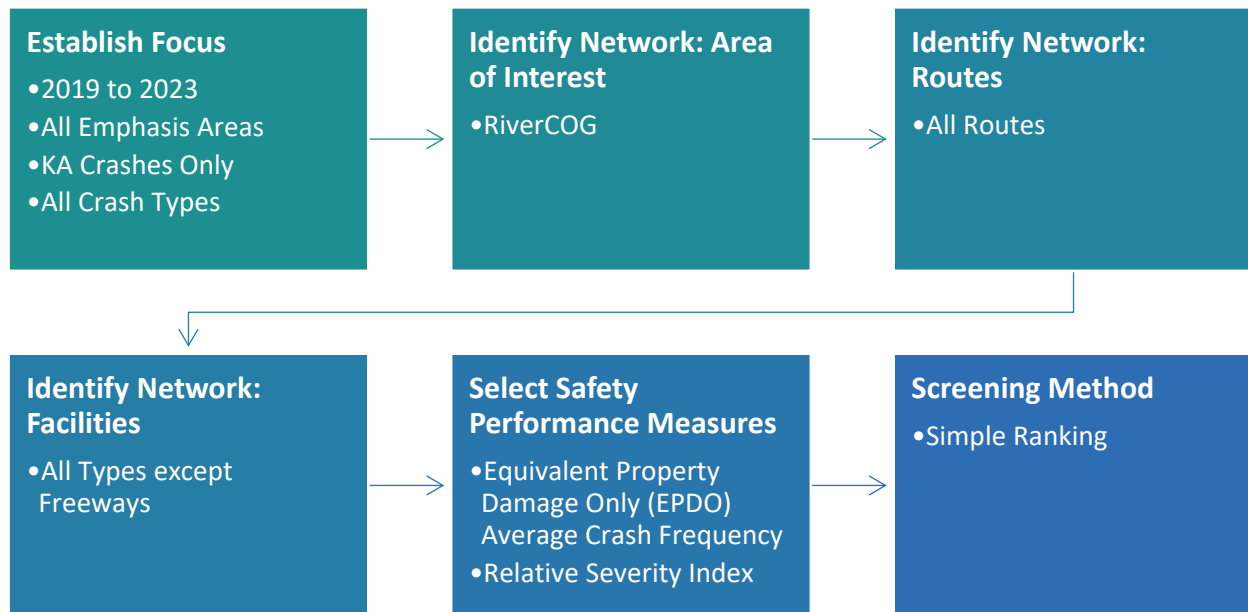 Establish Focus
•2019 to 2023
•All Emphasis Areas
•KA Crashes Only
•All Crash Types
Identify Network: Area
of Interest
•RiverCOG
Identify Network:
Routes
•All Routes
Identify Network:
Facilities
•All Types except
Freeways
Select Safety
Performance Measures
•Equivalent Property
Damage Only (EPDO)
Average Crash Frequency
•Relative Severity Index
Screening Method
•Simple Ranking